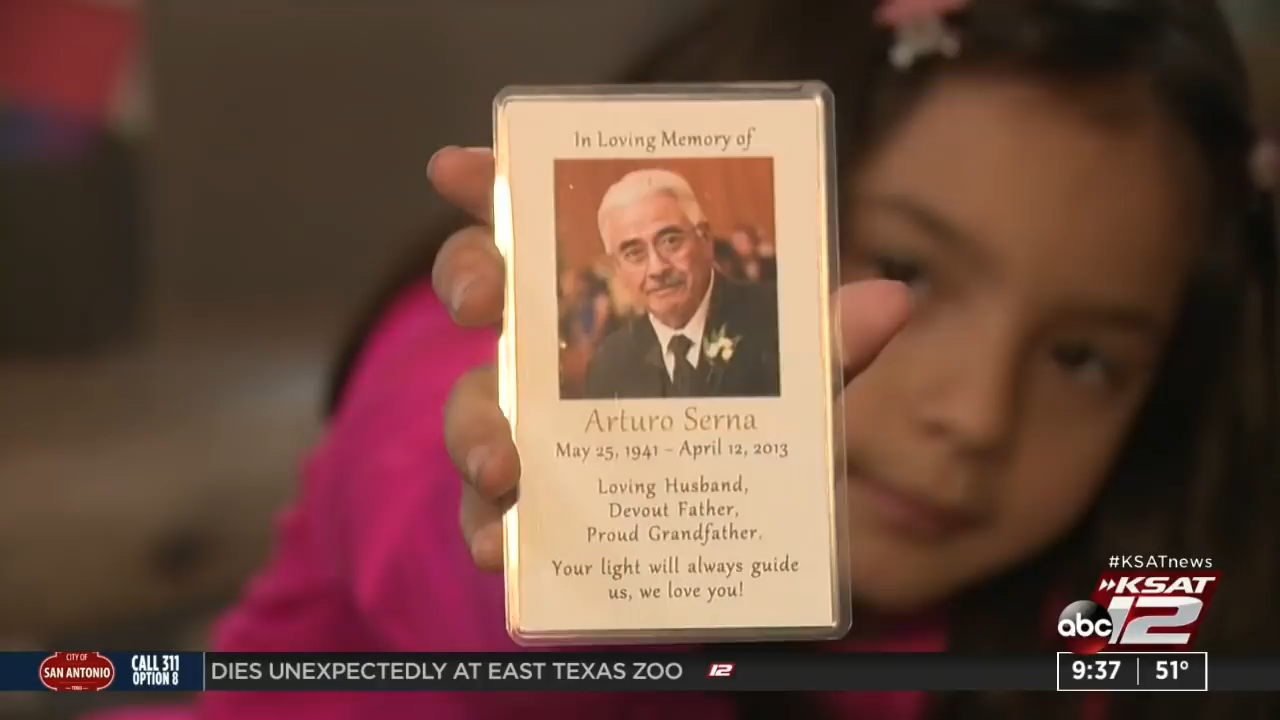 In Loving Memory of
Arturo Serna
May 25, 1941 – April 12, 2013
Loving Husband,
Devout Father,
Proud Grandfather.
Your light will always guide
us, we love you!
#KSATnews
KSAT
abc 12
CITY OF
SAN ANTONIO
TEXAS
CALL 311
OPTION 8
DIES UNEXPECTEDLY AT EAST TEXAS ZOO 12
9:37 51°